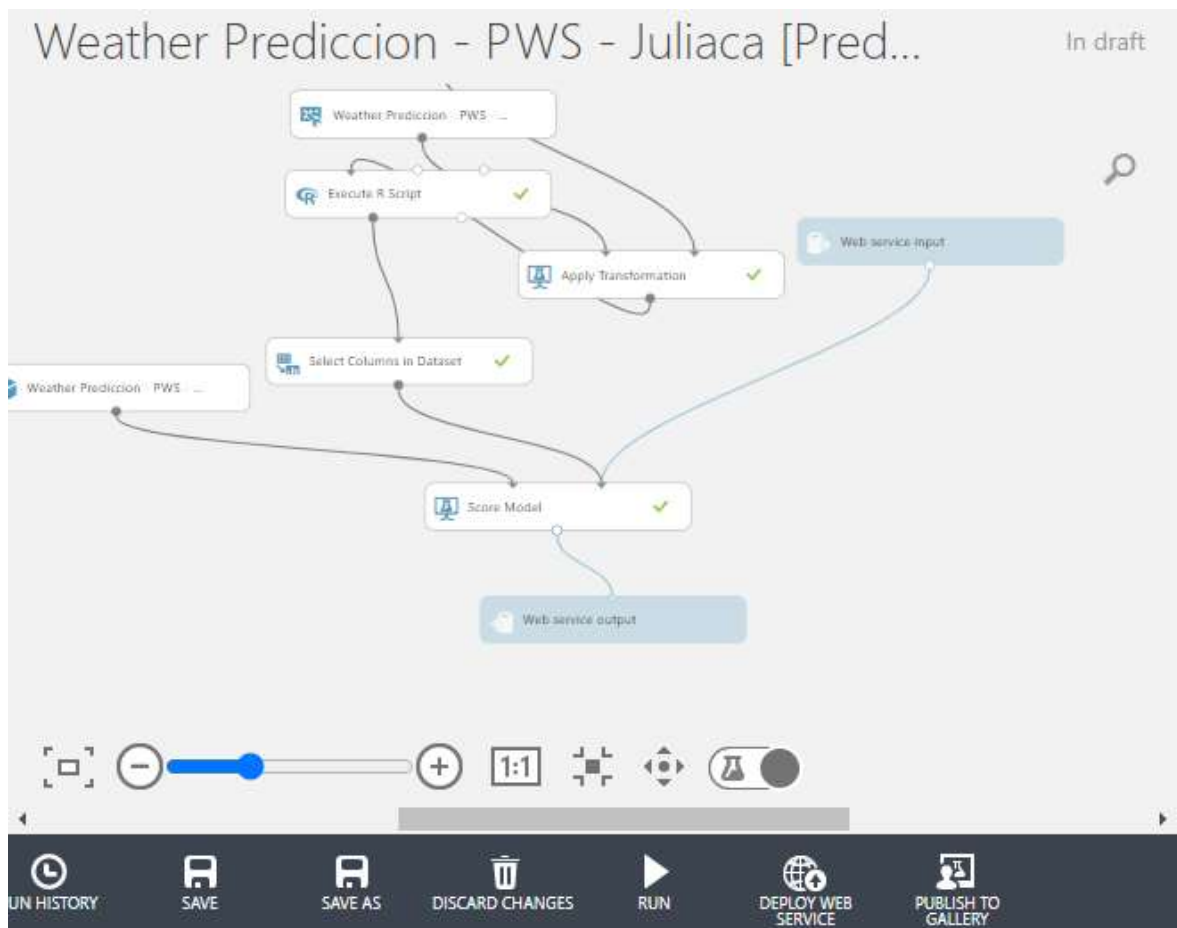 Weather Prediccion - PWS - Juliaca [Pred...
In draft
Weather Prediccion PWS ...
Execute R Script
Web service input
Apply Transformation
Select Columns in Dataset
Weather Prediccion PWS ...
Score Model
Web service output
1:1
UN HISTORY
SAVE
SAVE AS
DISCARD CHANGES
RUN
DEPLOY WEB
SERVICE
PUBLISH TO
GALLERY